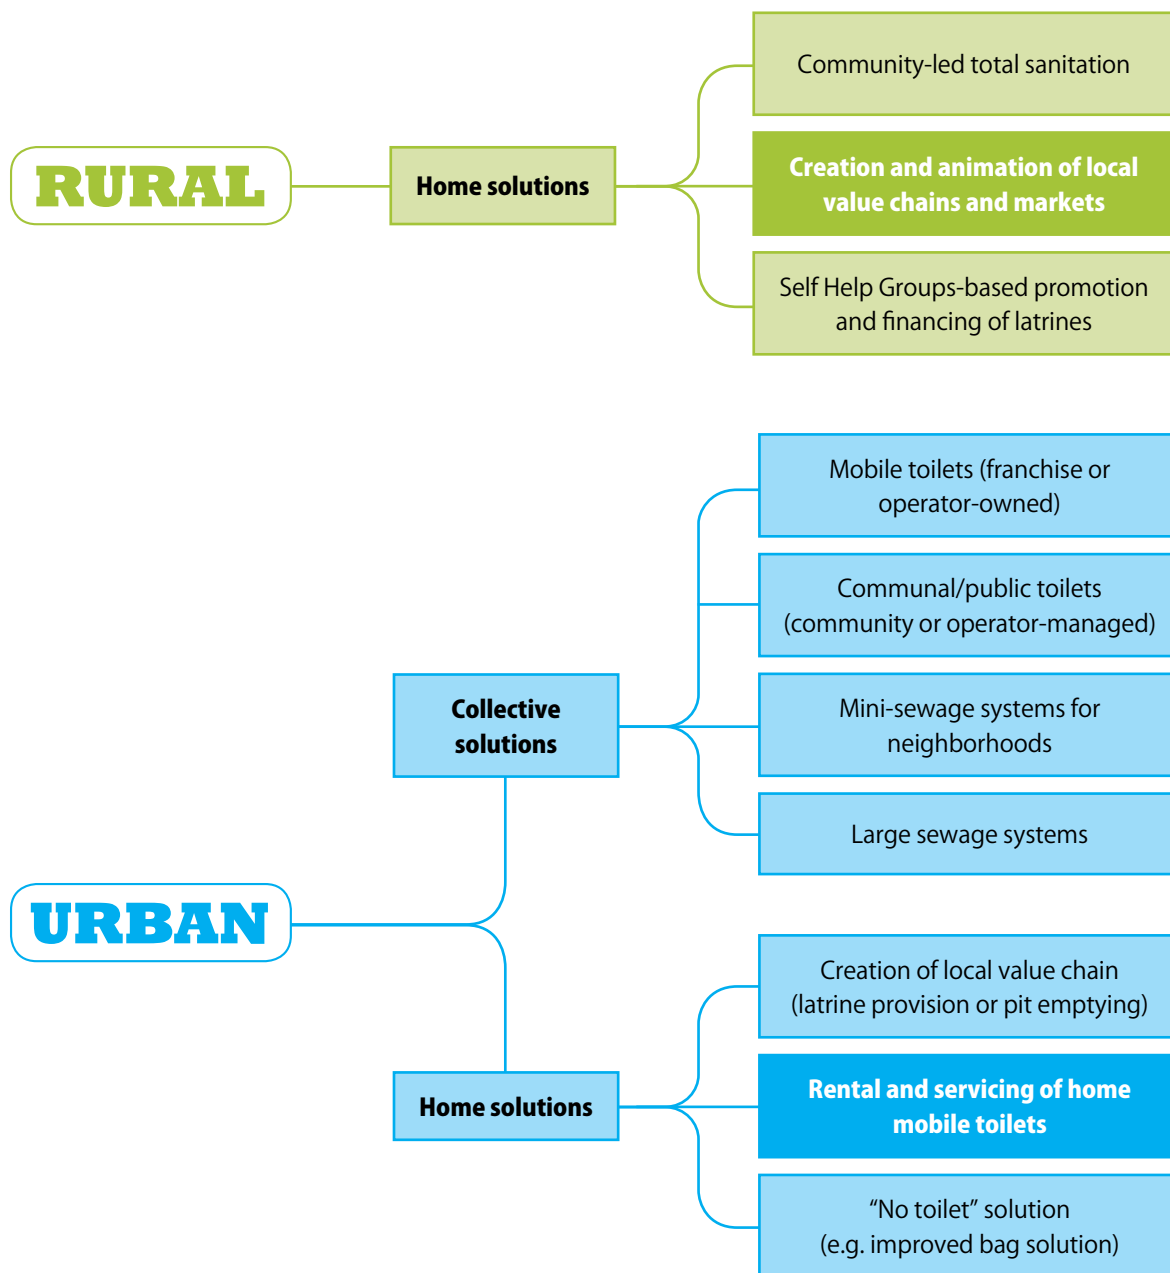 RURAL
Home solutions
Community-led total sanitation
Creation and animation of local
value chains and markets
Self Help Groups-based promotion
and financing of latrines
URBAN
Collective
solutions
Mobile toilets (franchise or
operator-owned)
Communal/public toilets
(community or operator-managed)
Mini-sewage systems for
neighborhoods
Large sewage systems
Home solutions
Creation of local value chain
(latrine provision or pit emptying)
Rental and servicing of home
mobile toilets
“No toilet” solution
(e.g. improved bag solution)